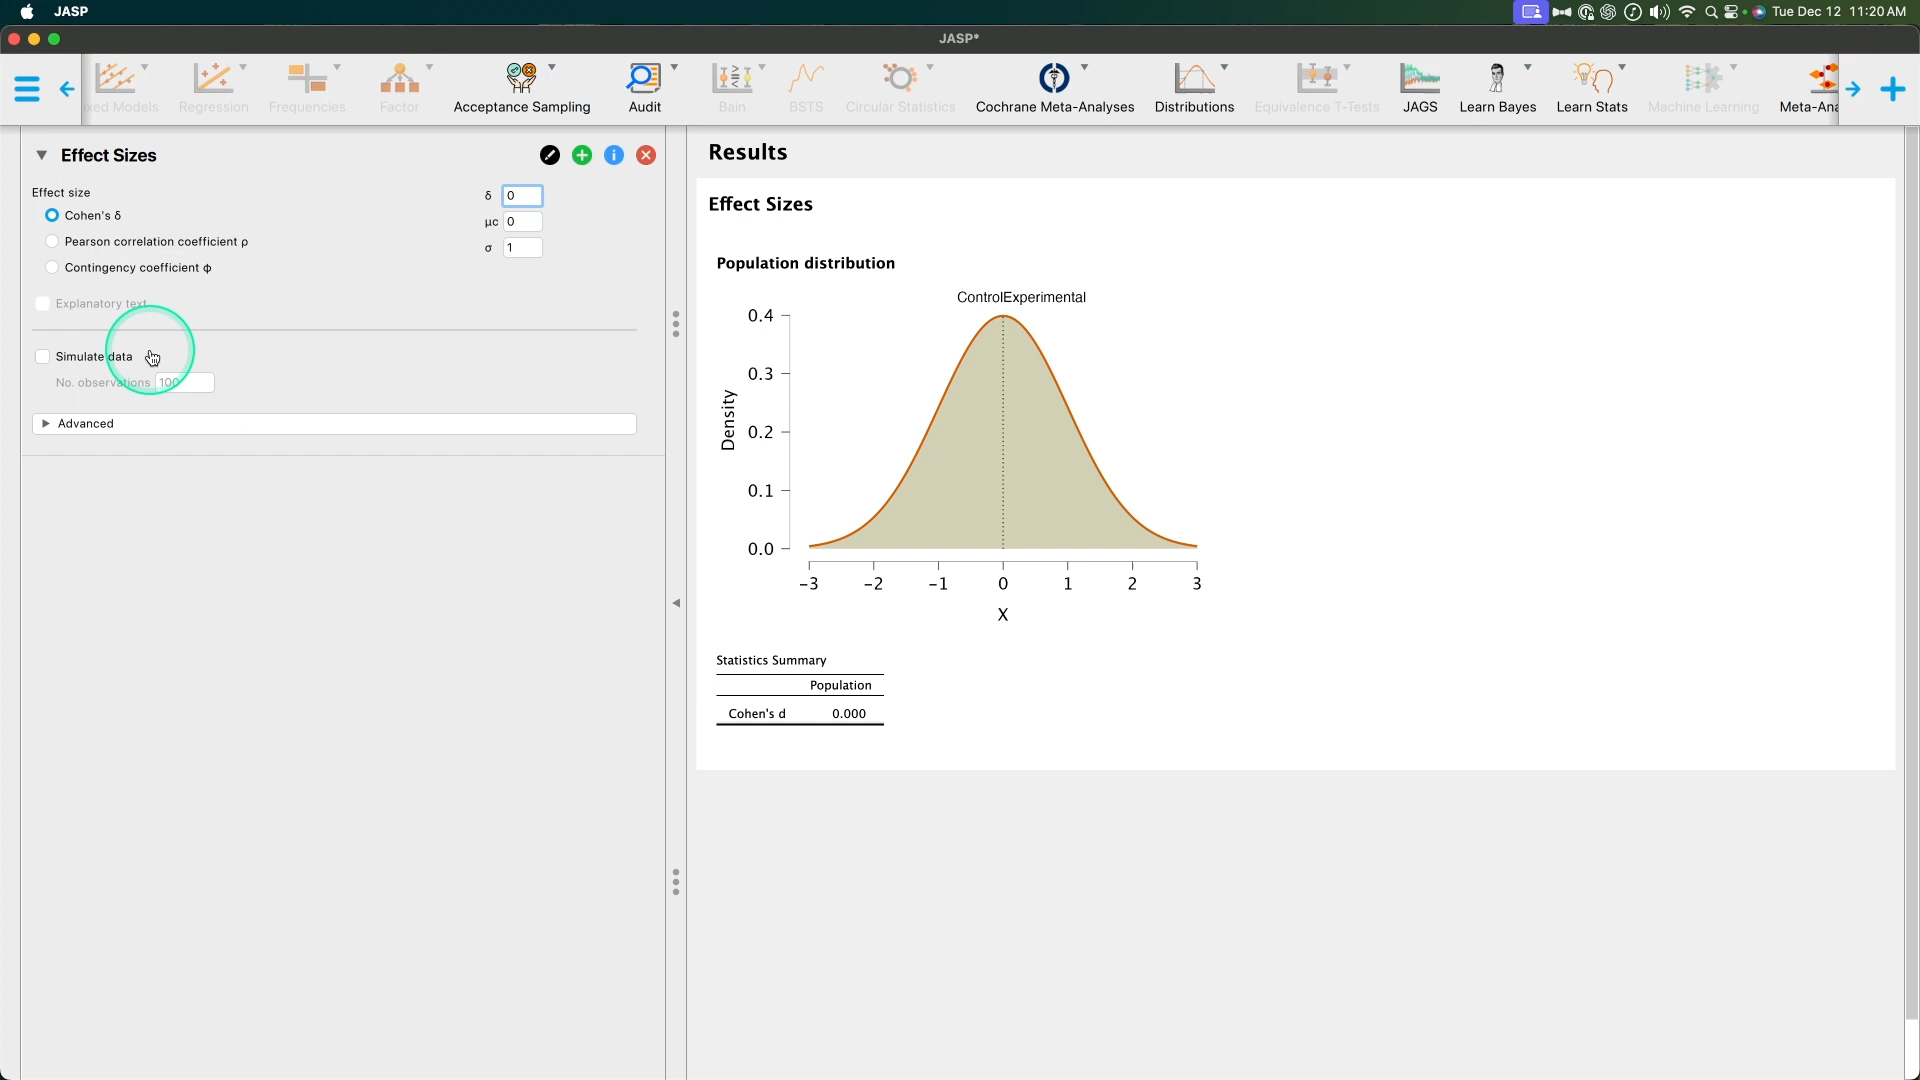 JASP
Tue Dec 12 11:20 AM
JASP*
ixed Models
Regression
Frequencies
Factor
Acceptance Sampling
Audit
Bain
BSTS
Circular Statistics
Cochrane Meta-Analyses
Distributions
Equivalence T-Tests
JAGS
Learn Bayes
Learn Stats
Machine Learning
Meta-Ana
Effect Sizes
Effect size
Cohen's δ
Pearson correlation coefficient ρ
Contingency coefficient ф
δ 0
μc 0
σ 1
Explanatory text
Simulate data
No. observations 100
Advanced
Results
Effect Sizes
Population distribution
ControlExperimental
0.4
0.3
0.2
0.1
0.0
Density
-3 -2 -1 0 1 2 3
X
Statistics Summary
Population
Cohen's d 0.000